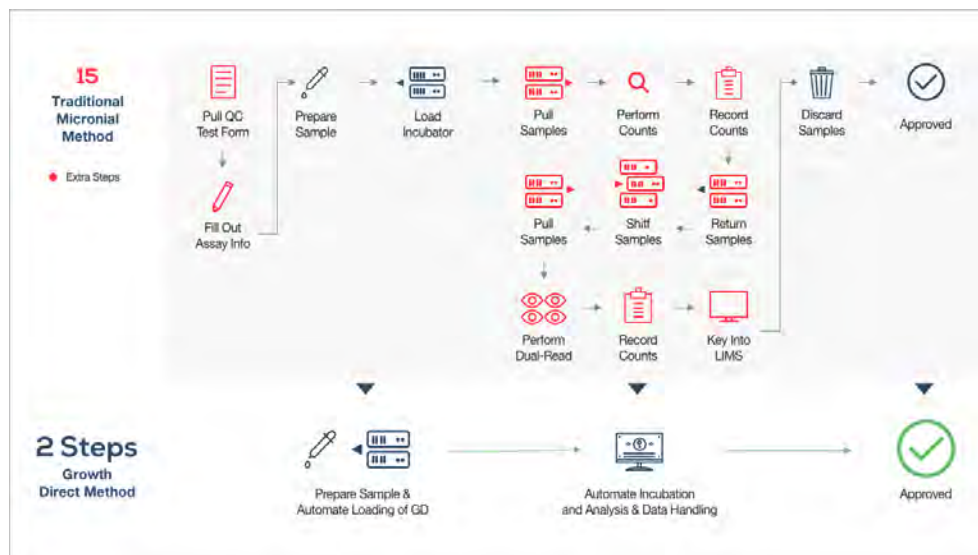 15
Traditional
Micronial
Method
Extra Steps
Pull QC
Test Form
Prepare
Sample
Load
Incubator
Pull
Samples
Perform
Counts
Record
Counts
Discard
Samples
Approved
Fill Out
Assay Info
Pull
Samples
Shitf
Samples
Return
Samples
Perform
Dual-Read
Record
Counts
Key Into
LIMS
2 Steps
Growth
Direct Method
Prepare Sample &
Automate Loading of GD
Automate Incubation
and Analysis & Data Handling
Approved